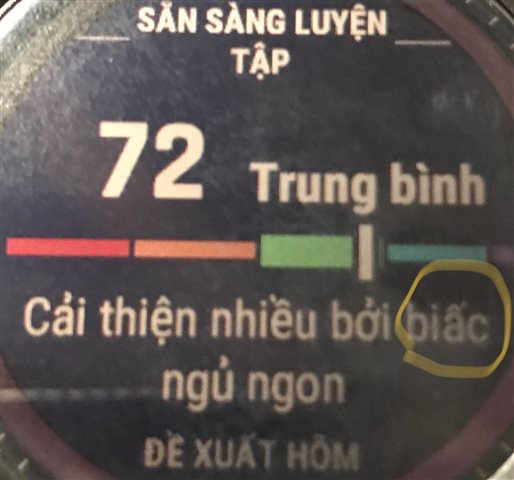 SẴN SÀNG LUYỆN
TẬP
72 Trung bình
Cải thiện nhiều bởi biấc
ngủ ngon
ĐỀ XUẤT HÔM